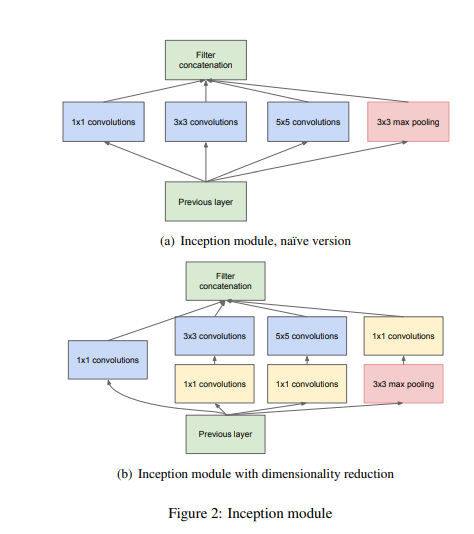 Filter
concatenation
1x1 convolutions
3x3 convolutions
5x5 convolutions
3x3 max pooling
Previous layer
(a) Inception module, naïve version
Filter
concatenation
3x3 convolutions
5x5 convolutions
1x1 convolutions
1x1 convolutions
1x1 convolutions
1x1 convolutions
3x3 max pooling
Previous layer
(b) Inception module with dimensionality reduction
Figure 2: Inception module